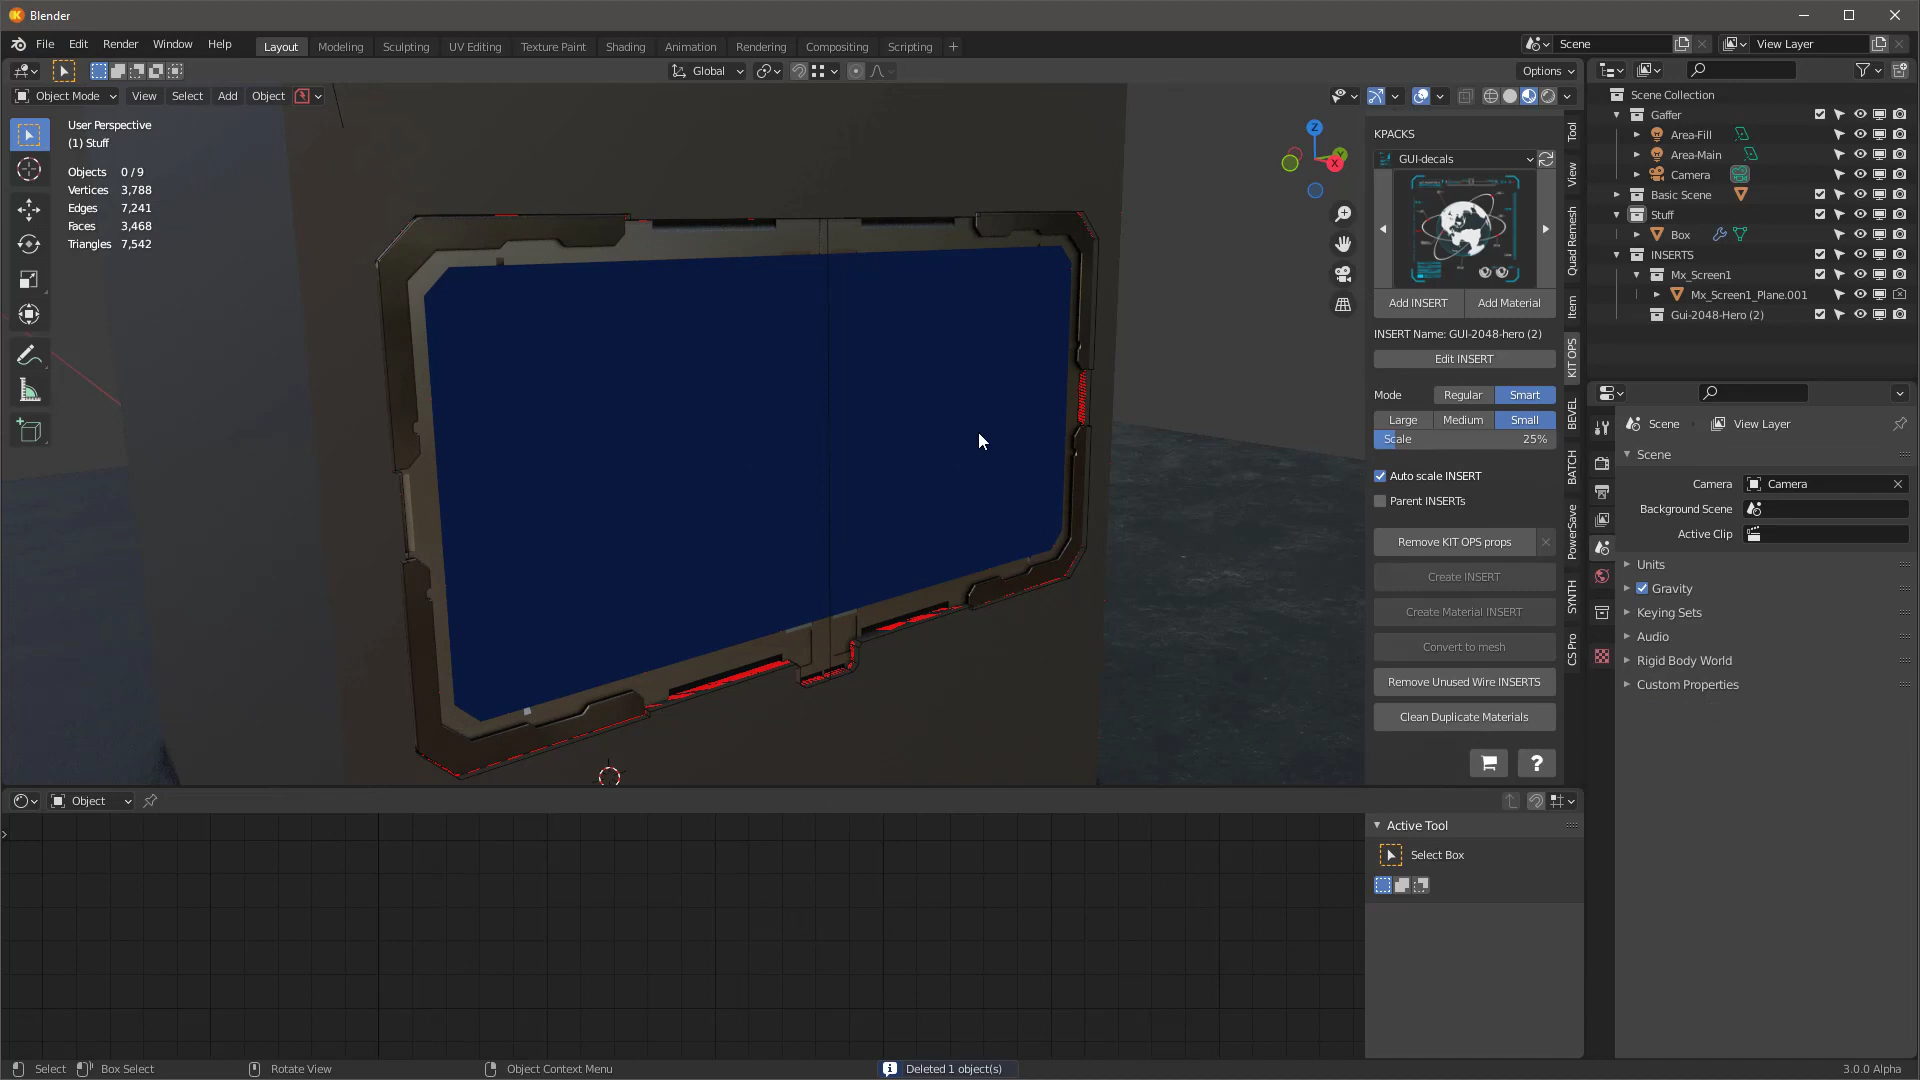 Blender
File Edit Render Window Help
Layout Modeling Sculpting UV Editing Texture Paint Shading Animation Rendering Compositing Scripting +
Scene View Layer
Global Options
Object Mode View Select Add Object
User Perspective
(1) Stuff
Objects 0 / 9
Vertices 3,788
Edges 7,241
Faces 3,468
Triangles 7,542
Z
Y
X
KPACKS
GUI-decals
Add INSERT Add Material
INSERT Name: GUI-2048-hero (2)
Edit INSERT
Mode Regular Smart
Large Medium Small
Scale 25%
Auto scale INSERT
Parent INSERTs
Remove KIT OPS props
Create INSERT
Create Material INSERT
Convert to mesh
Remove Unused Wire INSERTS
Clean Duplicate Materials
?
Tool
View
Quad Remesh
Item
KIT OPS
BEVEL
BATCH
PowerSave
SYNTH
CS Pro
Scene Collection
Gaffer
Area-Fill
Area-Main
Camera
Basic Scene
Stuff
Box
INSERTS
Mx_Screen1
Mx_Screen1_Plane.001
Gui-2048-Hero (2)
Scene View Layer
Scene
Camera Camera
Background Scene
Active Clip
Units
Gravity
Keying Sets
Audio
Rigid Body World
Custom Properties
Object
Active Tool
Select Box
Select Box Select Rotate View Object Context Menu Deleted 1 object(s) 3.0.0 Alpha